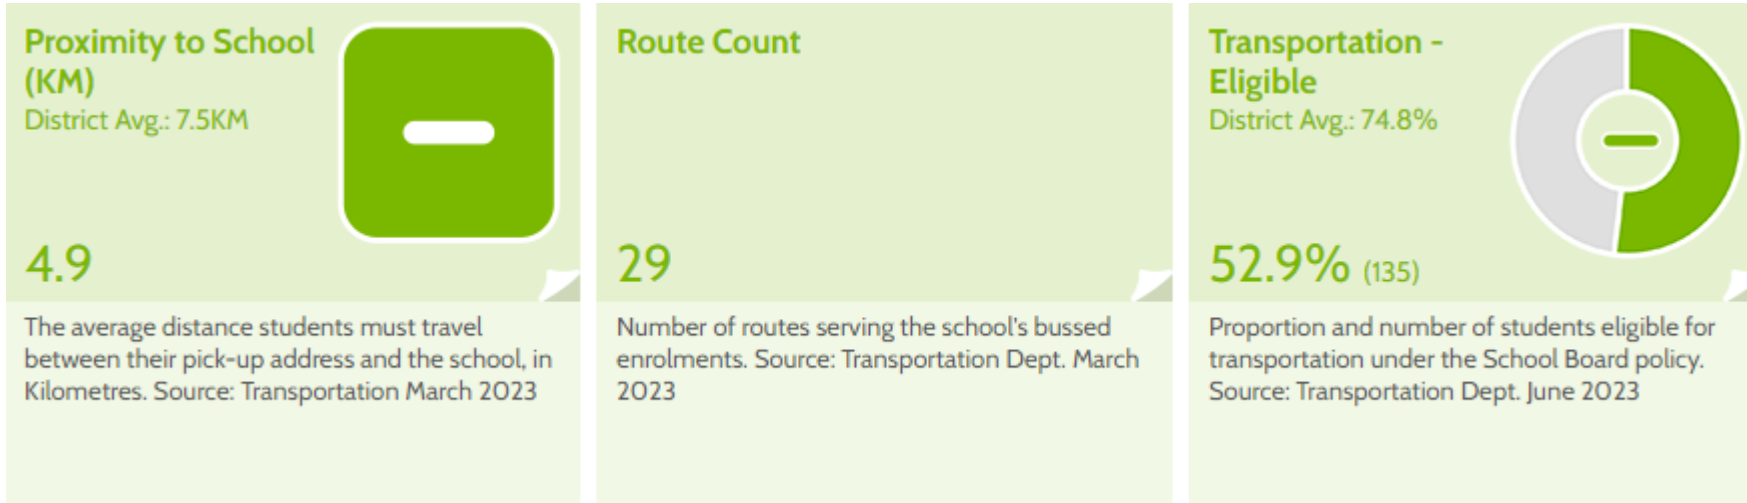 Proximity to School
(KM)
District Avg.: 7.5KM
4.9
The average distance students must travel
between their pick-up address and the school, in
Kilometres. Source: Transportation March 2023
Route Count
29
Number of routes serving the school's bussed
enrolments. Source: Transportation Dept. March
2023
Transportation -
Eligible
District Avg.: 74.8%
52.9% (135)
Proportion and number of students eligible for
transportation under the School Board policy.
Source: Transportation Dept. June 2023